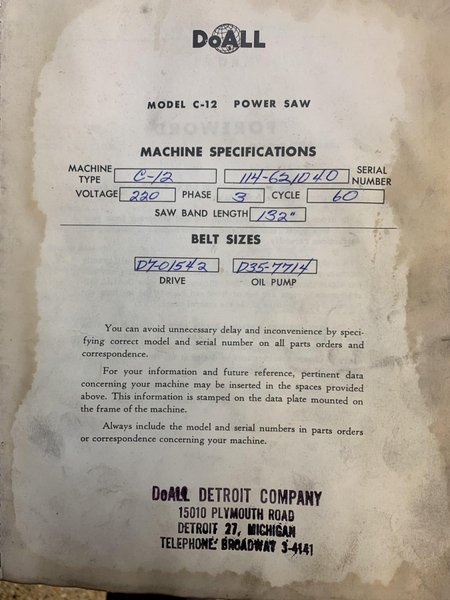 DoALL
MODEL C-12 POWER SAW
MACHINE SPECIFICATIONS
MACHINE TYPE C-12 114-621040 SERIAL NUMBER
VOLTAGE 220 PHASE 3 CYCLE 60
SAW BAND LENGTH 132"
BELT SIZES
D7-01542 D35-7714
DRIVE OIL PUMP
You can avoid unnecessary delay and inconvenience by speci-
fying correct model and serial number on all parts orders and
correspondence.
For your information and future reference, pertinent data
concerning your machine may be inserted in the spaces provided
above. This information is stamped on the data plate mounted on
the frame of the machine.
Always include the model and serial numbers in parts orders
or correspondence concerning your machine.
DoALL DETROIT COMPANY
15010 PLYMOUTH ROAD
DETROIT 27, MICHIGAN
TELEPHONE: BROADWAY 3-4141